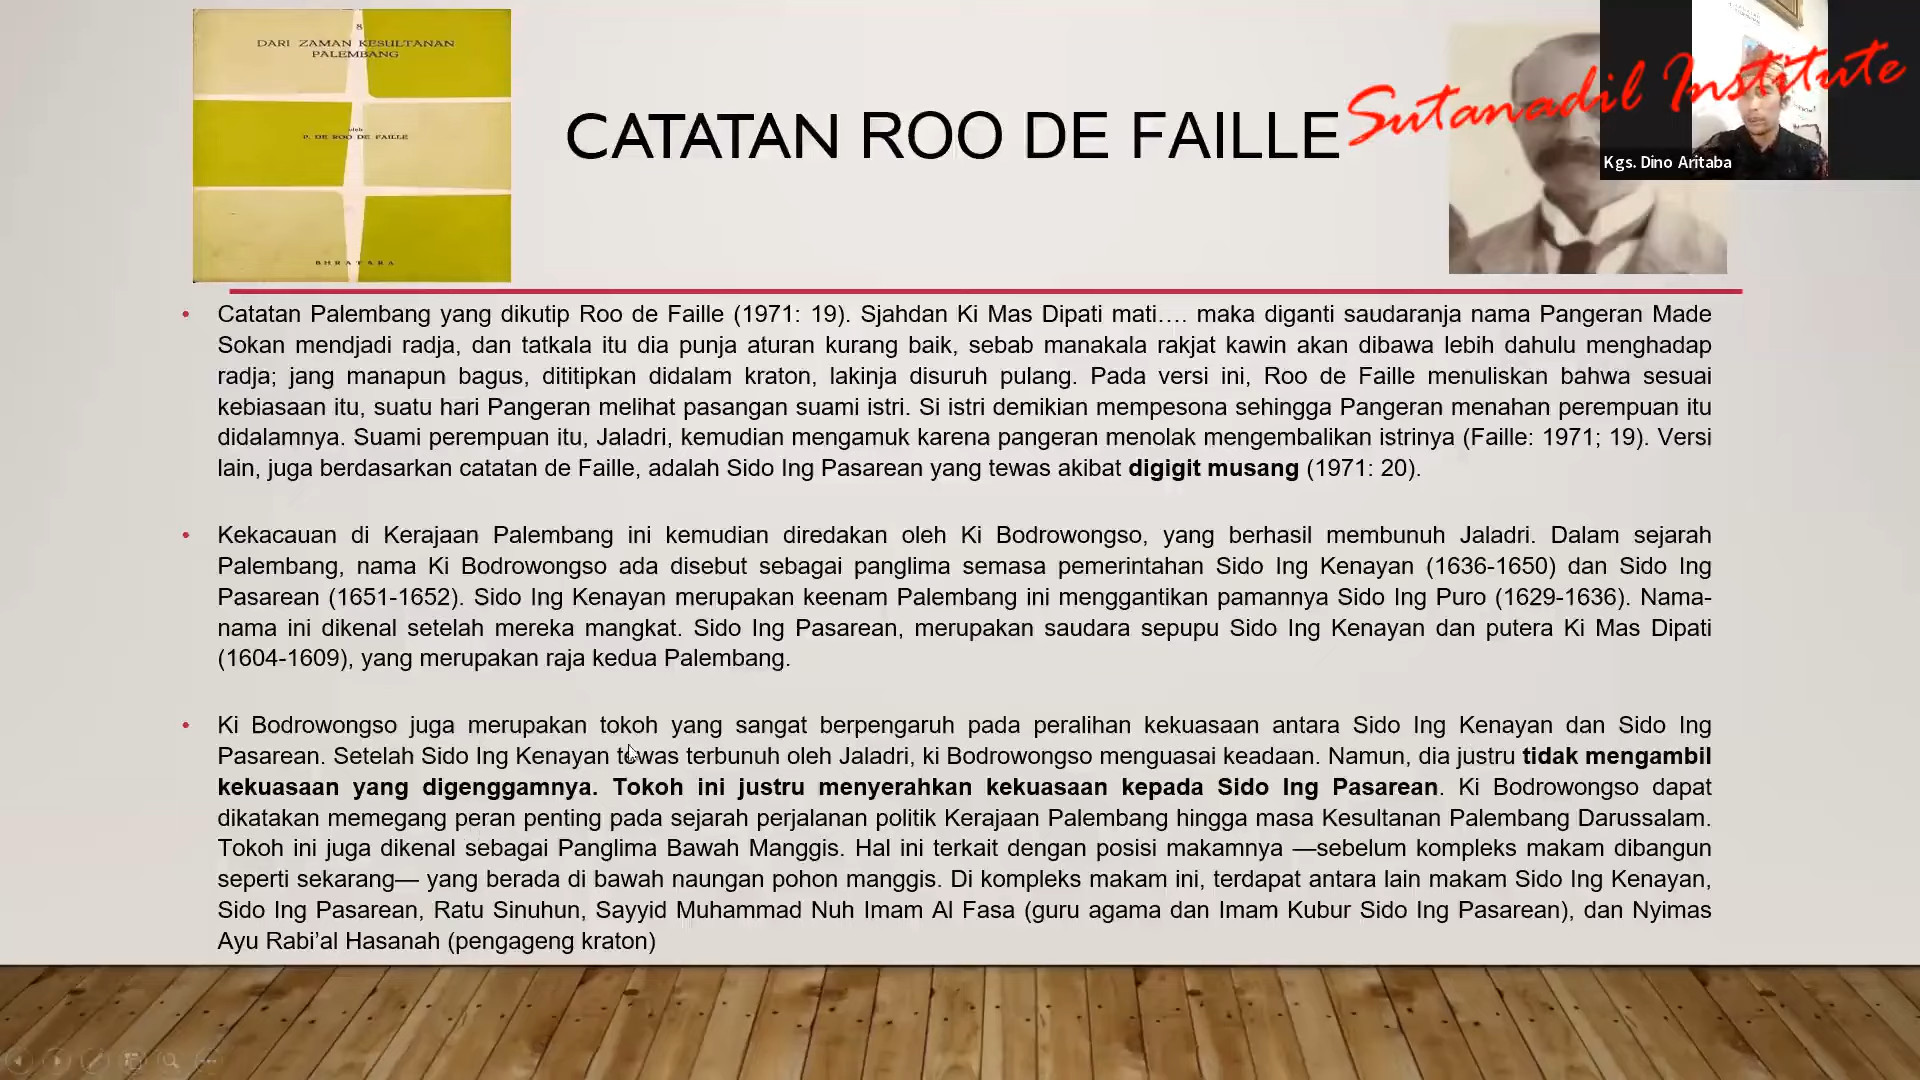 8
DARI ZAMAN KESULTANAN
PALEMBANG
oleh
P. DE ROO DE FAILLE
BHRATARA
CATATAN ROO DE FAILLE
Sutanadil Institute
Kgs. Dino Aritaba
• Catatan Palembang yang dikutip Roo de Faille (1971: 19). Sjahdan Ki Mas Dipati mati…. maka diganti saudaranja nama Pangeran Made
Sokan mendjadi radja, dan tatkala itu dia punja aturan kurang baik, sebab manakala rakjat kawin akan dibawa lebih dahulu menghadap
radja; jang manapun bagus, dititipkan didalam kraton, lakinja disuruh pulang. Pada versi ini, Roo de Faille menuliskan bahwa sesuai
kebiasaan itu, suatu hari Pangeran melihat pasangan suami istri. Si istri demikian mempesona sehingga Pangeran menahan perempuan itu
didalamnya. Suami perempuan itu, Jaladri, kemudian mengamuk karena pangeran menolak mengembalikan istrinya (Faille: 1971; 19). Versi
lain, juga berdasarkan catatan de Faille, adalah Sido Ing Pasarean yang tewas akibat digigit musang (1971: 20).
• Kekacauan di Kerajaan Palembang ini kemudian diredakan oleh Ki Bodrowongso, yang berhasil membunuh Jaladri. Dalam sejarah
Palembang, nama Ki Bodrowongso ada disebut sebagai panglima semasa pemerintahan Sido Ing Kenayan (1636-1650) dan Sido Ing
Pasarean (1651-1652). Sido Ing Kenayan merupakan keenam Palembang ini menggantikan pamannya Sido Ing Puro (1629-1636). Nama-
nama ini dikenal setelah mereka mangkat. Sido Ing Pasarean, merupakan saudara sepupu Sido Ing Kenayan dan putera Ki Mas Dipati
(1604-1609), yang merupakan raja kedua Palembang.
• Ki Bodrowongso juga merupakan tokoh yang sangat berpengaruh pada peralihan kekuasaan antara Sido Ing Kenayan dan Sido Ing
Pasarean. Setelah Sido Ing Kenayan tewas terbunuh oleh Jaladri, ki Bodrowongso menguasai keadaan. Namun, dia justru tidak mengambil
kekuasaan yang digenggamnya. Tokoh ini justru menyerahkan kekuasaan kepada Sido Ing Pasarean. Ki Bodrowongso dapat
dikatakan memegang peran penting pada sejarah perjalanan politik Kerajaan Palembang hingga masa Kesultanan Palembang Darussalam.
Tokoh ini juga dikenal sebagai Panglima Bawah Manggis. Hal ini terkait dengan posisi makamnya —sebelum kompleks makam dibangun
seperti sekarang— yang berada di bawah naungan pohon manggis. Di kompleks makam ini, terdapat antara lain makam Sido Ing Kenayan,
Sido Ing Pasarean, Ratu Sinuhun, Sayyid Muhammad Nuh Imam Al Fasa (guru agama dan Imam Kubur Sido Ing Pasarean), dan Nyimas
Ayu Rabi’al Hasanah (pengageng kraton)